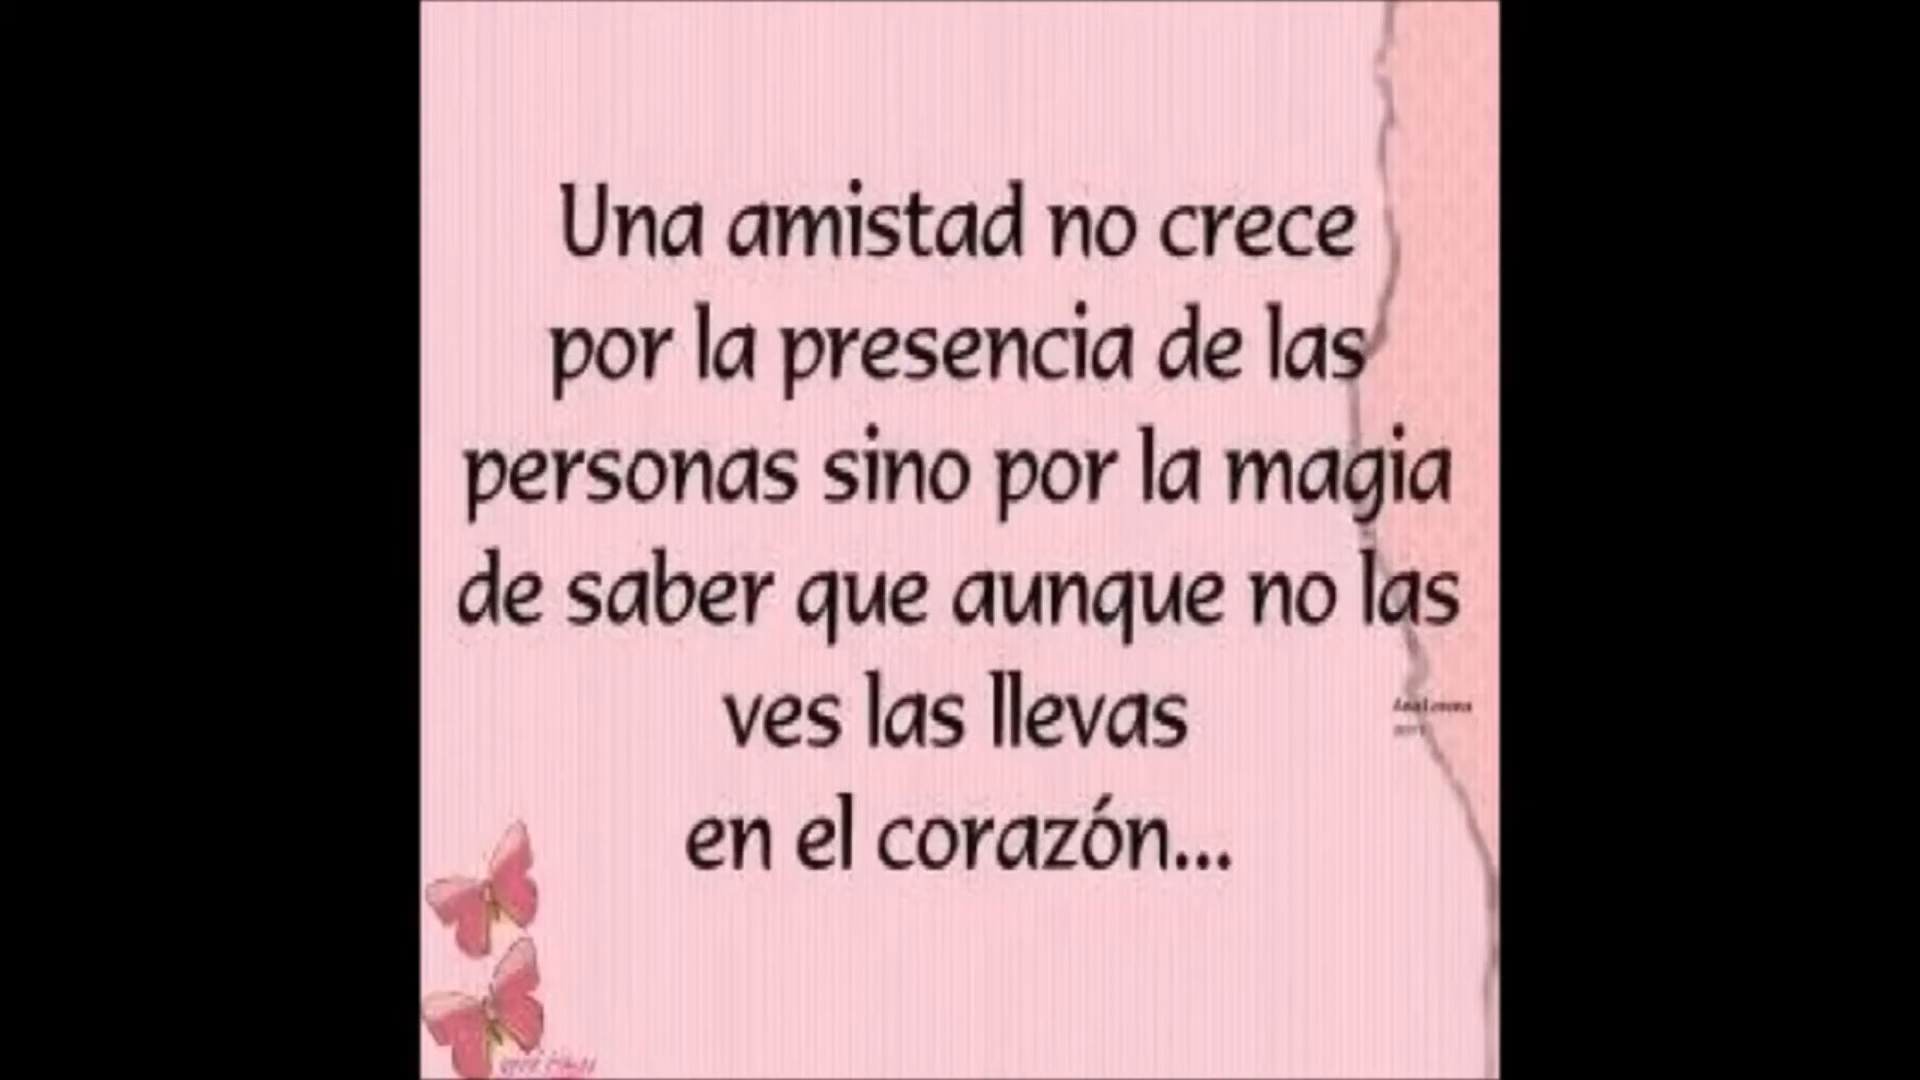 Una amistad no crece
por la presencia de las
personas sino por la magia
de saber que aunque no las
ves las llevas
en el corazón...